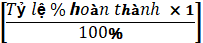 [Tỷ lệ % hoàn thành × 1]
100%